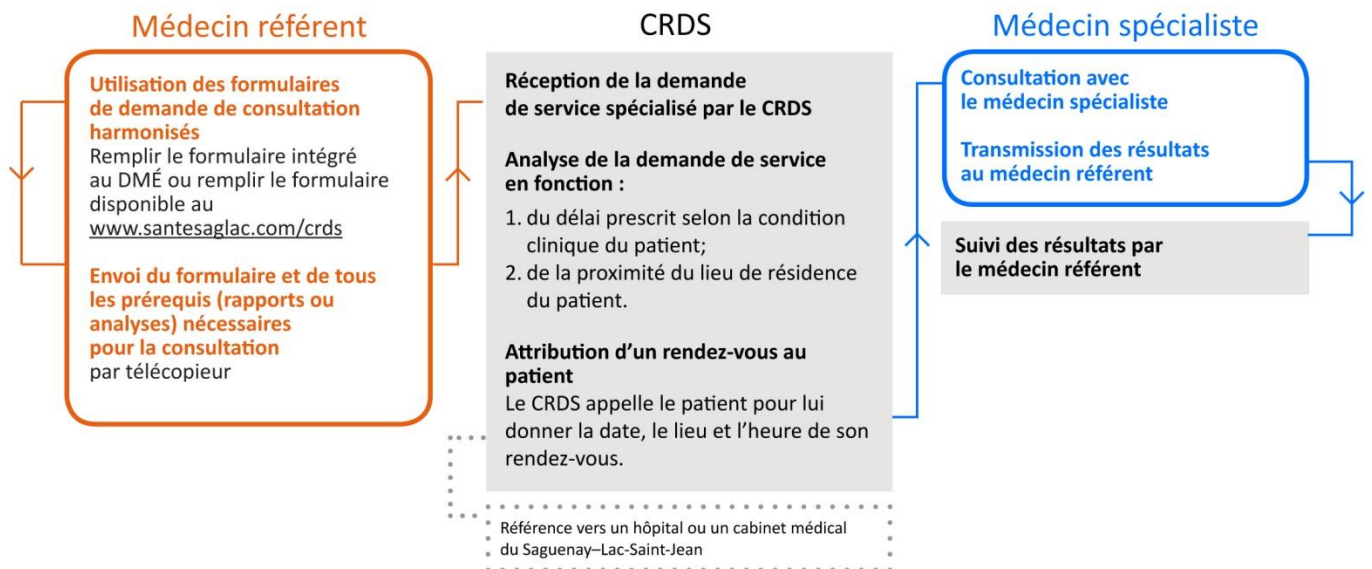 Médecin référent
Utilisation des formulaires
de demande de consultation
harmonisés
Remplir le formulaire intégré
au DMÉ ou remplir le formulaire
disponible au
www.santesaglac.com/crds
Envoi du formulaire et de tous
les prérequis (rapports ou
analyses) nécessaires
pour la consultation
par télécopieur
CRDS
Réception de la demande
de service spécialisé par le CRDS
Analyse de la demande de service
en fonction :
1. du délai prescrit selon la condition
clinique du patient;
2. de la proximité du lieu de résidence
du patient.
Attribution d’un rendez-vous au
patient
Le CRDS appelle le patient pour lui
donner la date, le lieu et l’heure de son
rendez-vous.
Référence vers un hôpital ou un cabinet médical
du Saguenay–Lac-Saint-Jean
Médecin spécialiste
Consultation avec
le médecin spécialiste
Transmission des résultats
au médecin référent
Suivi des résultats par
le médecin référent